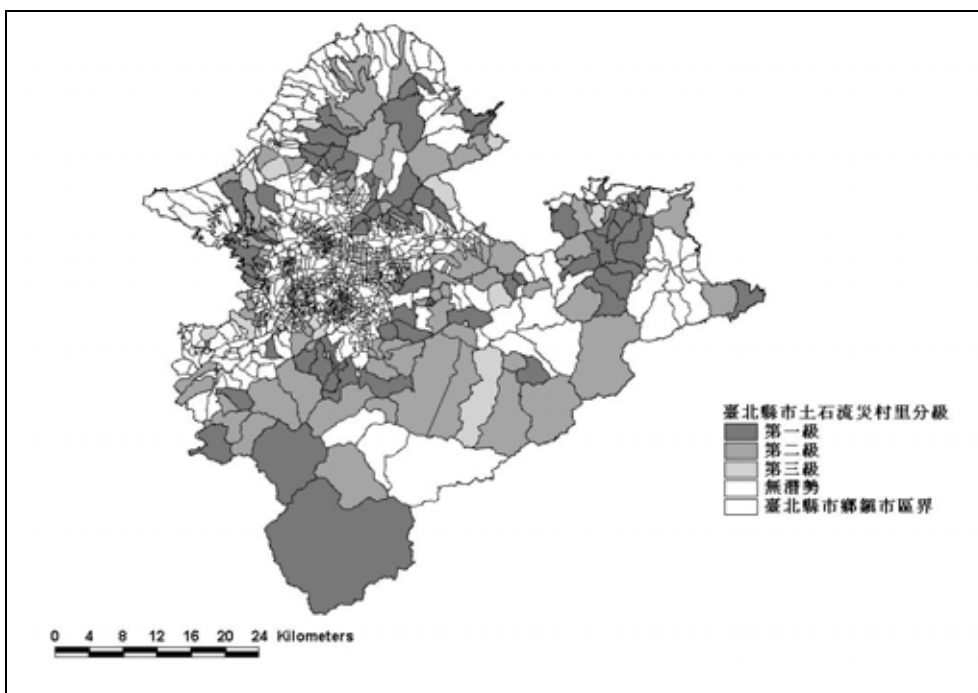 臺北縣市土石流災村里分級
第一級
第二級
第三級
無潛勢
臺北縣市鄉鎮市區界
0 4 8 12 16 20 24 Kilometers